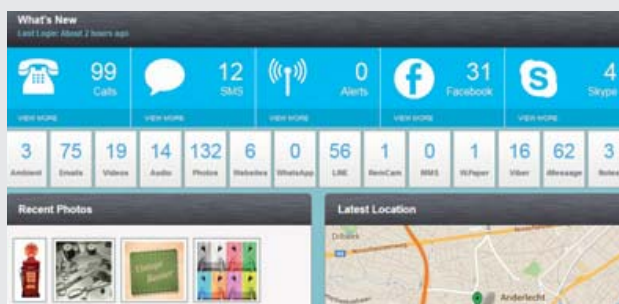 What's New
Last Login: About 2 hours ago
99 12 0 31 4
Calls SMS Alerts Facebook Skype
VIEW MORE VIEW MORE VIEW MORE VIEW MORE VIEW MORE
3 75 19 14 132 6 0 56 1 0 1 16 62 3
Ambient Emails Videos Audio Photos Websites WhatsApp LINE RemCam MMS W.Paper Viber iMessage Notes
Recent Photos Latest Location
Dilbeek
Anderlecht